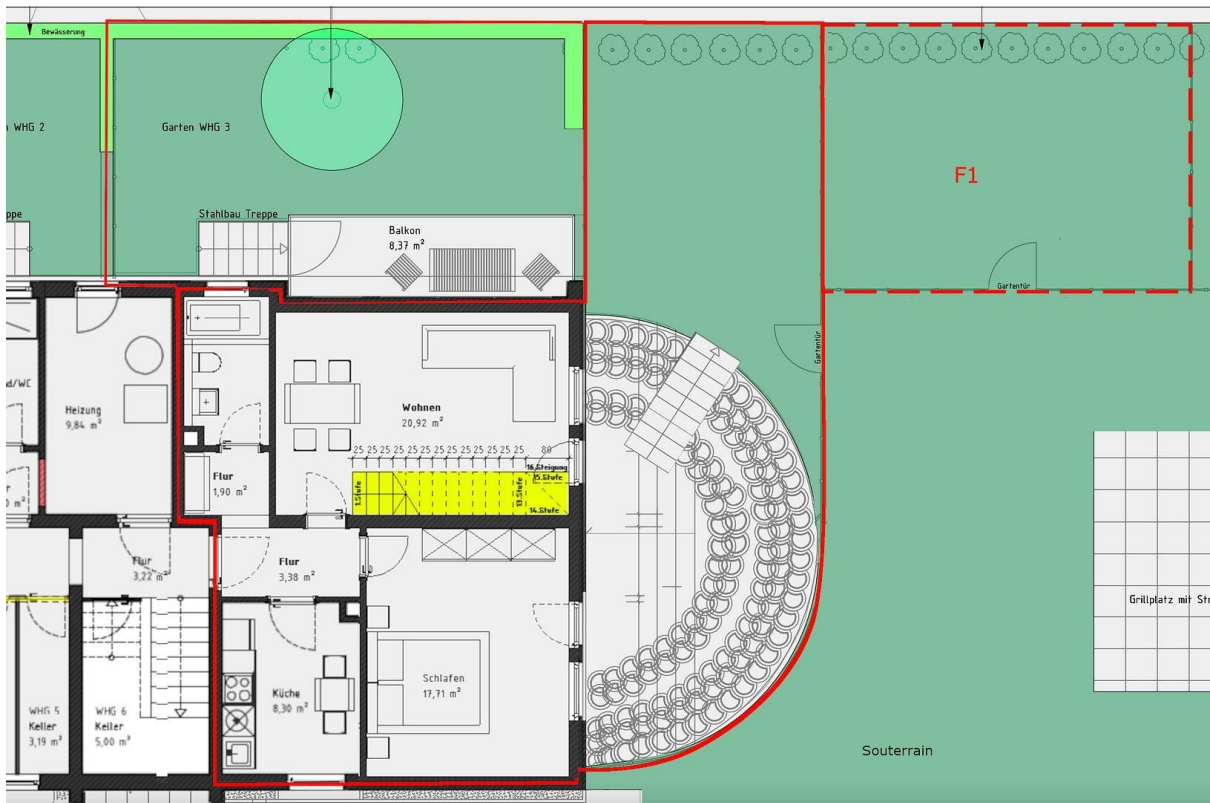 Bewässerung
WHG 2
Garten WHG 3
F1
Stahlbau Treppe
Balkon
8,37 m²
Gartentür
Gartentür
Heizung
9,84 m²
Wohnen
20,92 m²
25 25 25 25 25 25 25 25 25 25 25 25 25 80
16.Steigung
15.Stufe
1.Stufe
13.Stufe
14.Stufe
Flur
1,90 m²
Flur
3,22 m²
Flur
3,38 m²
Schlafen
17,71 m²
Küche
8,30 m²
WHG 5
Keller
3,19 m²
WHG 6
Keller
5,00 m²
Grillplatz mit
Souterrain